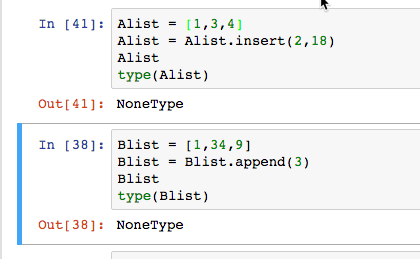 In [41]: Alist = [1,3,4]
Alist = Alist.insert(2,18)
Alist
type(Alist)
Out[41]: NoneType
In [38]: Blist = [1,34,9]
Blist = Blist.append(3)
Blist
type(Blist)
Out[38]: NoneType